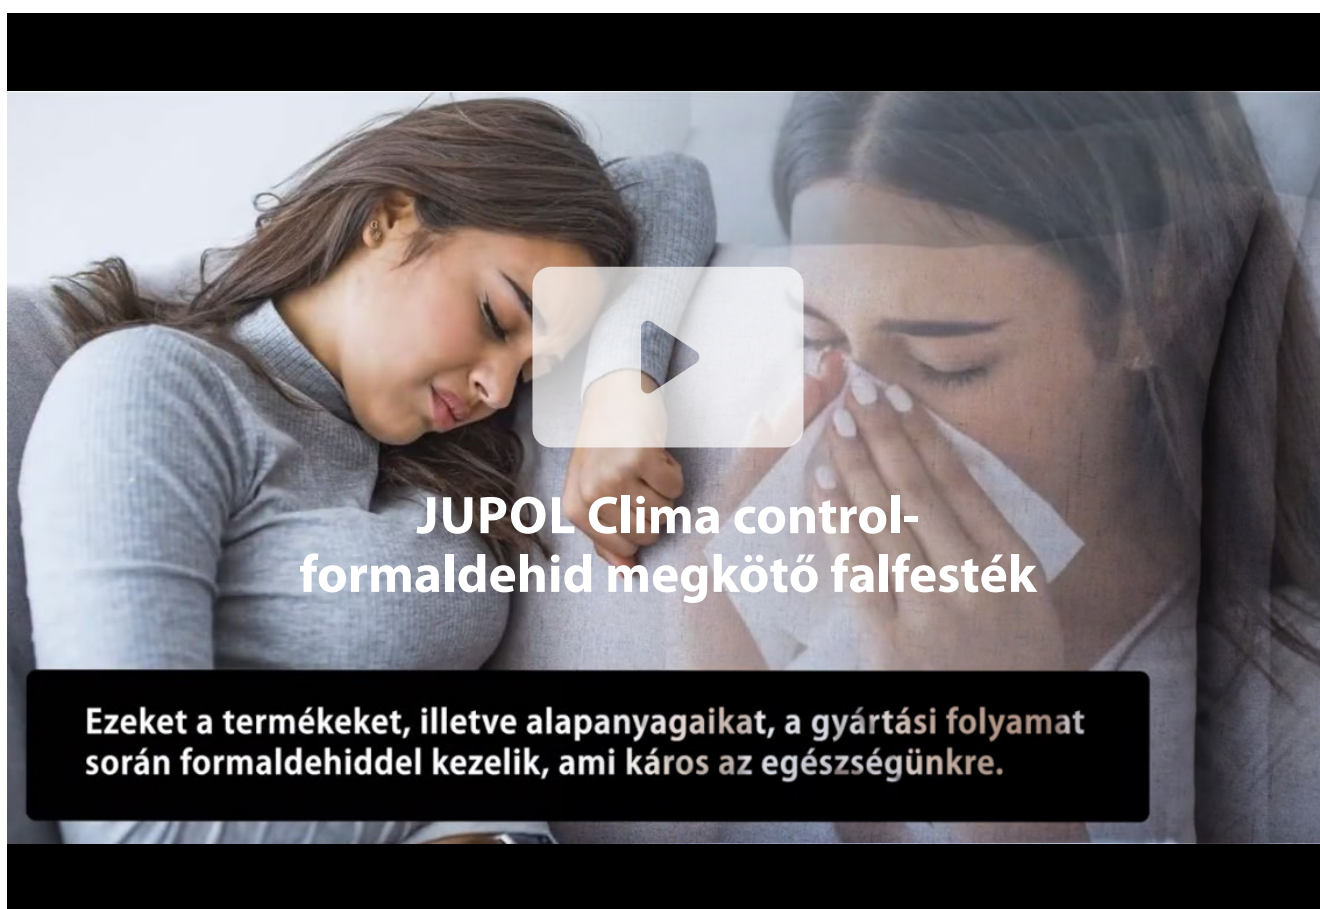 JUPOL Clima control-
formaldehid megkötő falfesték
Ezeket a termékeket, illetve alapanyagaikat, a gyártási folyamat
során formaldehiddel kezelik, ami káros az egészségünkre.